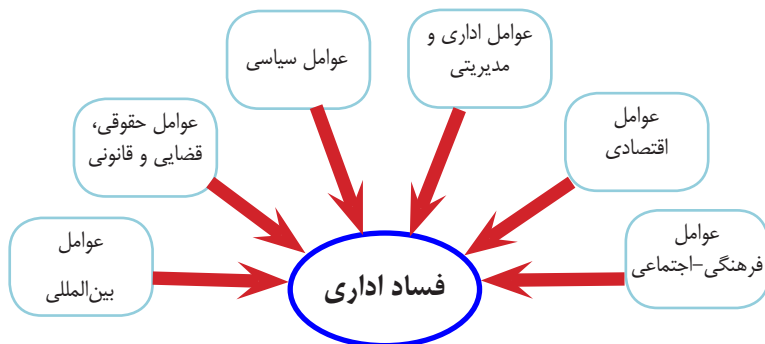 عوامل اداری و
مدیریتی
عوامل سیاسی
عوامل
اقتصادی
عوامل حقوقی،
قضایی و قانونی
عوامل
فرهنگی-اجتماعی
عوامل
بین‌المللی
فساد اداری